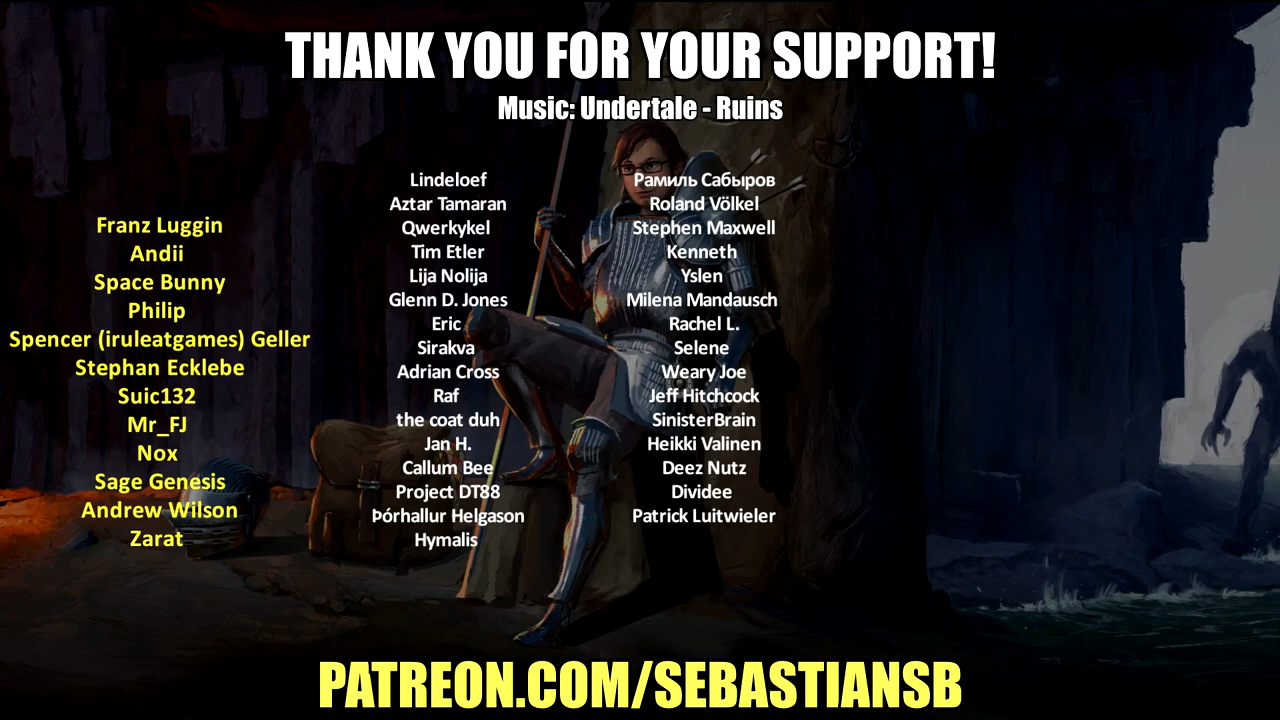 THANK YOU FOR YOUR SUPPORT!
Music: Undertale - Ruins
Franz Luggin
Andii
Space Bunny
Philip
Spencer (iruleatgames) Geller
Stephan Ecklebe
Suic132
Mr_FJ
Nox
Sage Genesis
Andrew Wilson
Zarat
Lindeloef
Aztar Tamaran
Qwerkykel
Tim Etler
Lija Nolija
Glenn D. Jones
Eric
Sirakva
Adrian Cross
Raf
the coat duh
Jan H.
Callum Bee
Project DT88
Þórhallur Helgason
Hymalis
Рамиль Сабыров
Roland Völkel
Stephen Maxwell
Kenneth
Yslen
Milena Mandausch
Rachel L.
Selene
Weary Joe
Jeff Hitchcock
SinisterBrain
Heikki Valinen
Deez Nutz
Dividee
Patrick Luitwieler
PATREON.COM/SEBASTIANSB